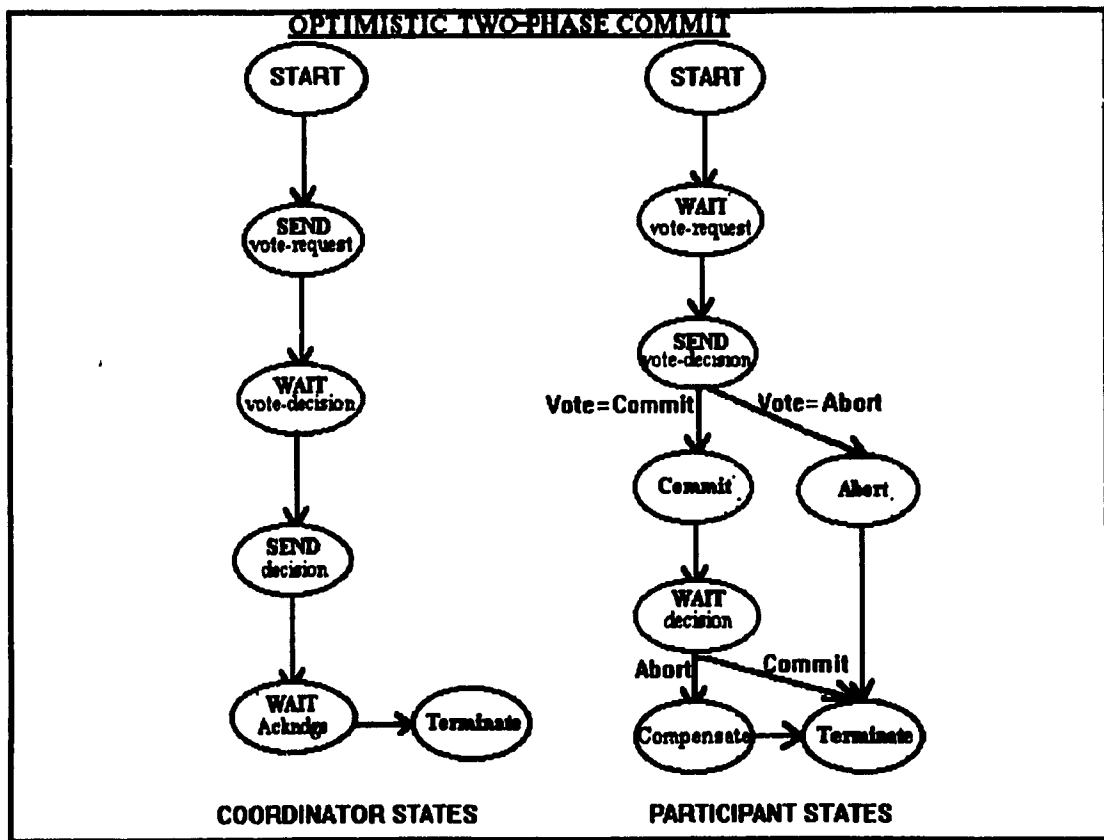 OPTIMISTIC TWO-PHASE COMMIT
START
SEND
vote-request
WAIT
vote-decision
SEND
decision
WAIT
Ackndgs
Terminate
COORDINATOR STATES
START
WAIT
vote-request
SEND
vote-decision
Vote=Commit
Vote=Abort
Commit
Abort
WAIT
decision
Abort
Commit
Compensate
Terminate
PARTICIPANT STATES